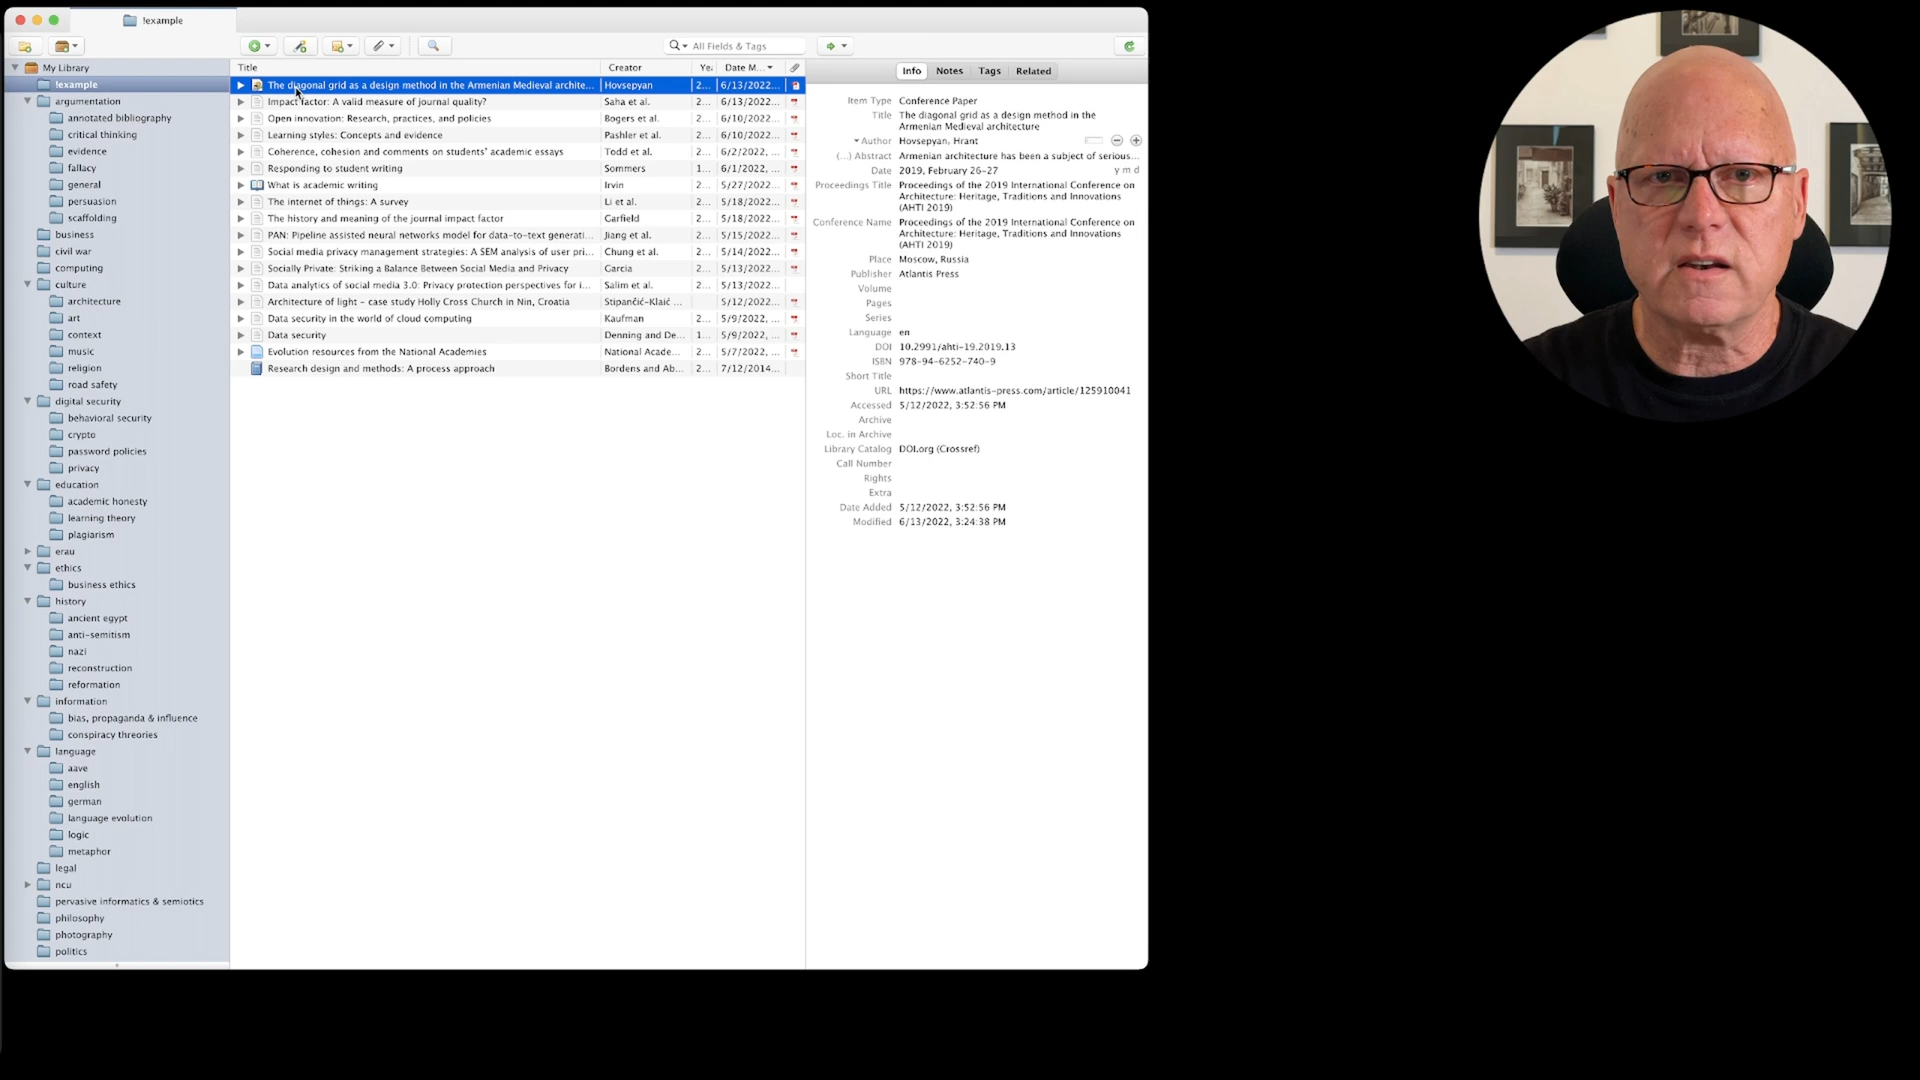 !example
All Fields & Tags
Title Creator Ye. Date M...
My Library
!example
argumentation
annotated bibliography
critical thinking
evidence
fallacy
general
persuasion
scaffolding
business
civil war
computing
culture
architecture
art
context
music
religion
road safety
digital security
behavioral security
crypto
password policies
privacy
education
academic honesty
learning theory
plagiarism
erau
ethics
business ethics
history
ancient egypt
anti-semitism
nazi
reconstruction
reformation
information
bias, propaganda & influence
conspiracy theories
language
aave
english
german
language evolution
logic
metaphor
legal
ncu
pervasive informatics & semiotics
philosophy
photography
politics
The diagonal grid as a design method in the Armenian Medieval archite... Hovsepyan 2... 6/13/2022...
Impact factor: A valid measure of journal quality? Saha et al. 2... 6/13/2022...
Open innovation: Research, practices, and policies Bogers et al. 2... 6/10/2022...
Learning styles: Concepts and evidence Pashler et al. 2... 6/10/2022...
Coherence, cohesion and comments on students' academic essays Todd et al. 2... 6/2/2022, ...
Responding to student writing Sommers 1... 6/1/2022, ...
What is academic writing Irvin 2... 5/27/2022...
The internet of things: A survey Li et al. 2... 5/18/2022...
The history and meaning of the journal impact factor Garfield 2... 5/18/2022...
PAN: Pipeline assisted neural networks model for data-to-text generati... Jiang et al. 2... 5/15/2022...
Social media privacy management strategies: A SEM analysis of user pri... Chung et al. 2... 5/14/2022...
Socially Private: Striking a Balance Between Social Media and Privacy Garcia 2... 5/13/2022...
Data analytics of social media 3.0: Privacy protection perspectives for i... Salim et al. 2... 5/13/2022...
Architecture of light - case study Holly Cross Church in Nin, Croatia Stipančić-Klaić ... 5/12/2022...
Data security in the world of cloud computing Kaufman 2... 5/9/2022, ...
Data security Denning and De... 1... 5/9/2022, ...
Evolution resources from the National Academies National Acade... 2... 5/7/2022, ...
Research design and methods: A process approach Bordens and Ab... 2... 7/12/2014...
Info Notes Tags Related
Item Type Conference Paper
Title The diagonal grid as a design method in the
Armenian Medieval architecture
Author Hovsepyan, Hrant
(...) Abstract Armenian architecture has been a subject of serious...
Date 2019, February 26-27 y m d
Proceedings Title Proceedings of the 2019 International Conference on
Architecture: Heritage, Traditions and Innovations
(AHTI 2019)
Conference Name Proceedings of the 2019 International Conference on
Architecture: Heritage, Traditions and Innovations
(AHTI 2019)
Place Moscow, Russia
Publisher Atlantis Press
Volume
Pages
Series
Language en
DOI 10.2991/ahti-19.2019.13
ISBN 978-94-6252-740-9
Short Title
URL https://www.atlantis-press.com/article/125910041
Accessed 5/12/2022, 3:52:56 PM
Archive
Loc. in Archive
Library Catalog DOI.org (Crossref)
Call Number
Rights
Extra
Date Added 5/12/2022, 3:52:56 PM
Modified 6/13/2022, 3:24:38 PM